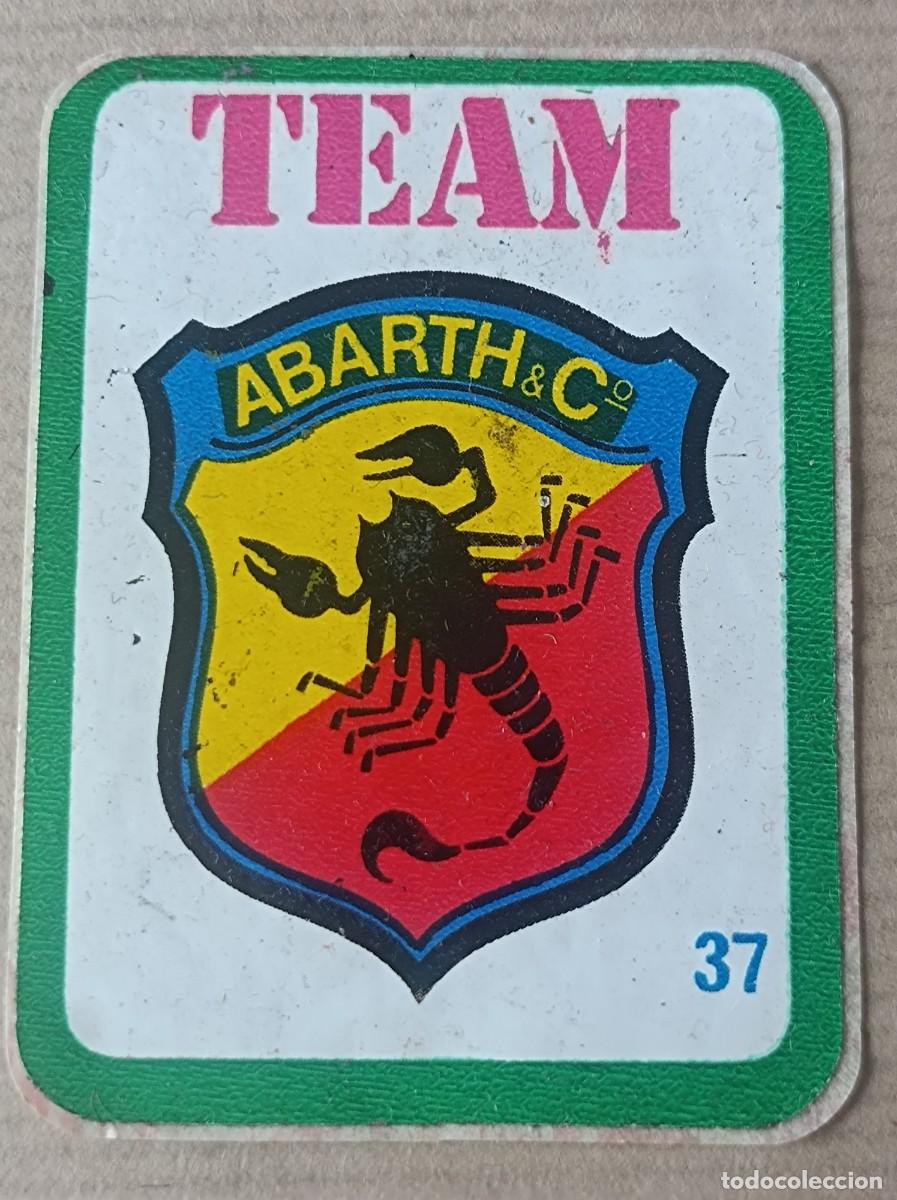 TEAM
ABARTH & Cº
37
todocoleccion